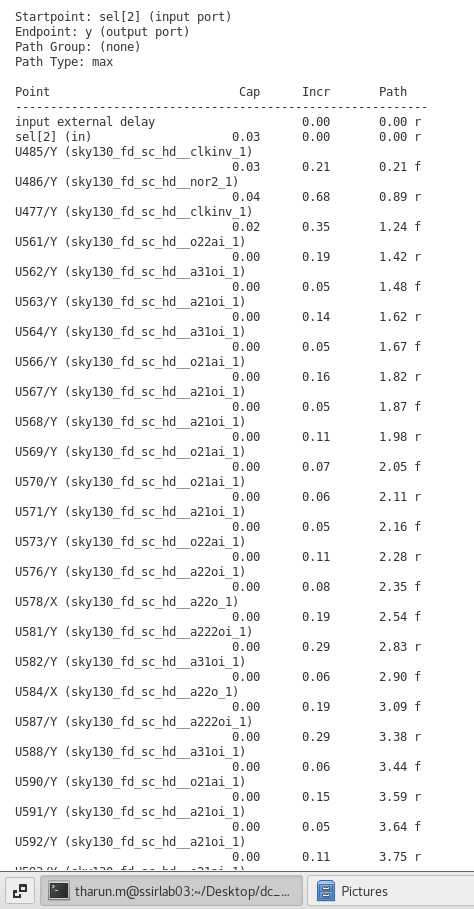 Startpoint: sel[2] (input port)
Endpoint: y (output port)
Path Group: (none)
Path Type: max
Point Cap Incr Path
-----------------------------------------------------------
input external delay 0.00 0.00 r
sel[2] (in) 0.03 0.00 0.00 r
U485/Y (sky130_fd_sc_hd__clkinv_1)
0.03 0.21 0.21 f
U486/Y (sky130_fd_sc_hd__nor2_1)
0.04 0.68 0.89 r
U477/Y (sky130_fd_sc_hd__clkinv_1)
0.02 0.35 1.24 f
U561/Y (sky130_fd_sc_hd__o22ai_1)
0.00 0.19 1.42 r
U562/Y (sky130_fd_sc_hd__a31oi_1)
0.00 0.05 1.48 f
U563/Y (sky130_fd_sc_hd__a21oi_1)
0.00 0.14 1.62 r
U564/Y (sky130_fd_sc_hd__a31oi_1)
0.00 0.05 1.67 f
U566/Y (sky130_fd_sc_hd__o21ai_1)
0.00 0.16 1.82 r
U567/Y (sky130_fd_sc_hd__a21oi_1)
0.00 0.05 1.87 f
U568/Y (sky130_fd_sc_hd__a21oi_1)
0.00 0.11 1.98 r
U569/Y (sky130_fd_sc_hd__o21ai_1)
0.00 0.07 2.05 f
U570/Y (sky130_fd_sc_hd__o21ai_1)
0.00 0.06 2.11 r
U571/Y (sky130_fd_sc_hd__a21oi_1)
0.00 0.05 2.16 f
U573/Y (sky130_fd_sc_hd__o22ai_1)
0.00 0.11 2.28 r
U576/Y (sky130_fd_sc_hd__a22oi_1)
0.00 0.08 2.35 f
U578/X (sky130_fd_sc_hd__a22o_1)
0.00 0.19 2.54 f
U581/Y (sky130_fd_sc_hd__a222oi_1)
0.00 0.29 2.83 r
U582/Y (sky130_fd_sc_hd__a31oi_1)
0.00 0.06 2.90 f
U584/X (sky130_fd_sc_hd__a22o_1)
0.00 0.19 3.09 f
U587/Y (sky130_fd_sc_hd__a222oi_1)
0.00 0.29 3.38 r
U588/Y (sky130_fd_sc_hd__a31oi_1)
0.00 0.06 3.44 f
U590/Y (sky130_fd_sc_hd__o21ai_1)
0.00 0.15 3.59 r
U591/Y (sky130_fd_sc_hd__a21oi_1)
0.00 0.05 3.64 f
U592/Y (sky130_fd_sc_hd__a21oi_1)
0.00 0.11 3.75 r
tharun.m@ssirlab03:~/Desktop/dc_... Pictures